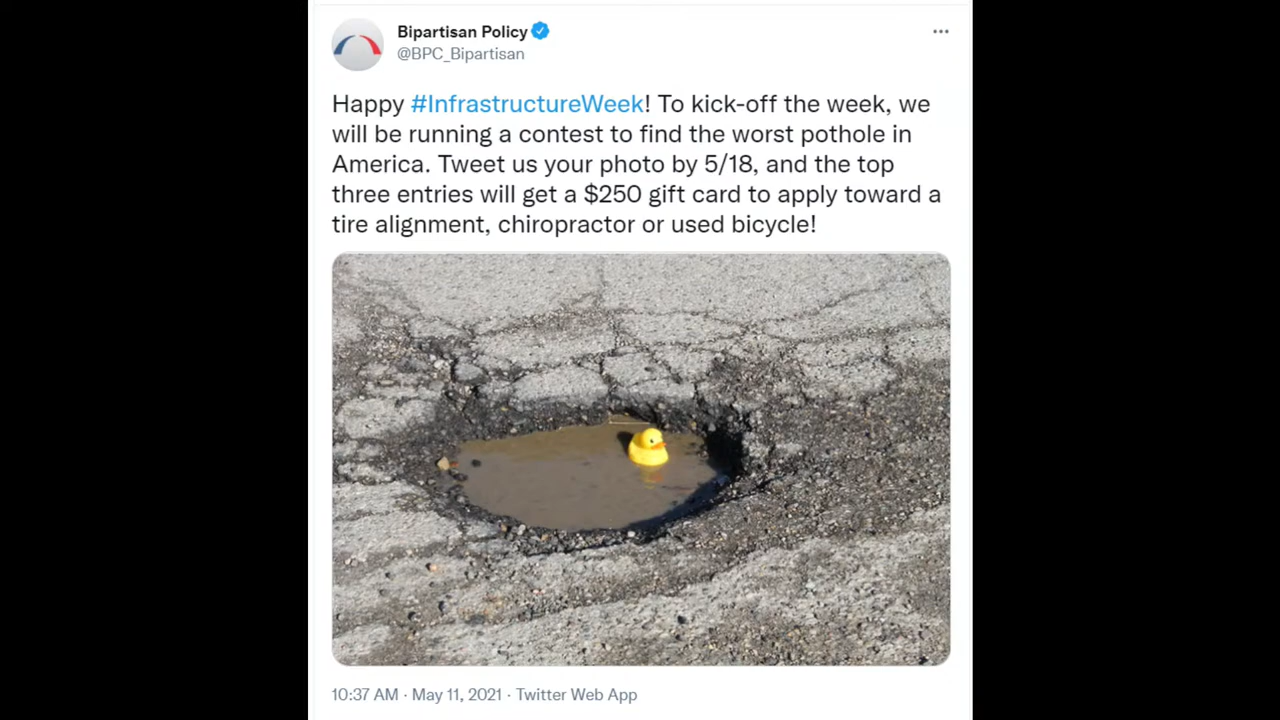 Bipartisan Policy
@BPC_Bipartisan
Happy #InfrastructureWeek! To kick-off the week, we
will be running a contest to find the worst pothole in
America. Tweet us your photo by 5/18, and the top
three entries will get a $250 gift card to apply toward a
tire alignment, chiropractor or used bicycle!
10:37 AM · May 11, 2021 · Twitter Web App